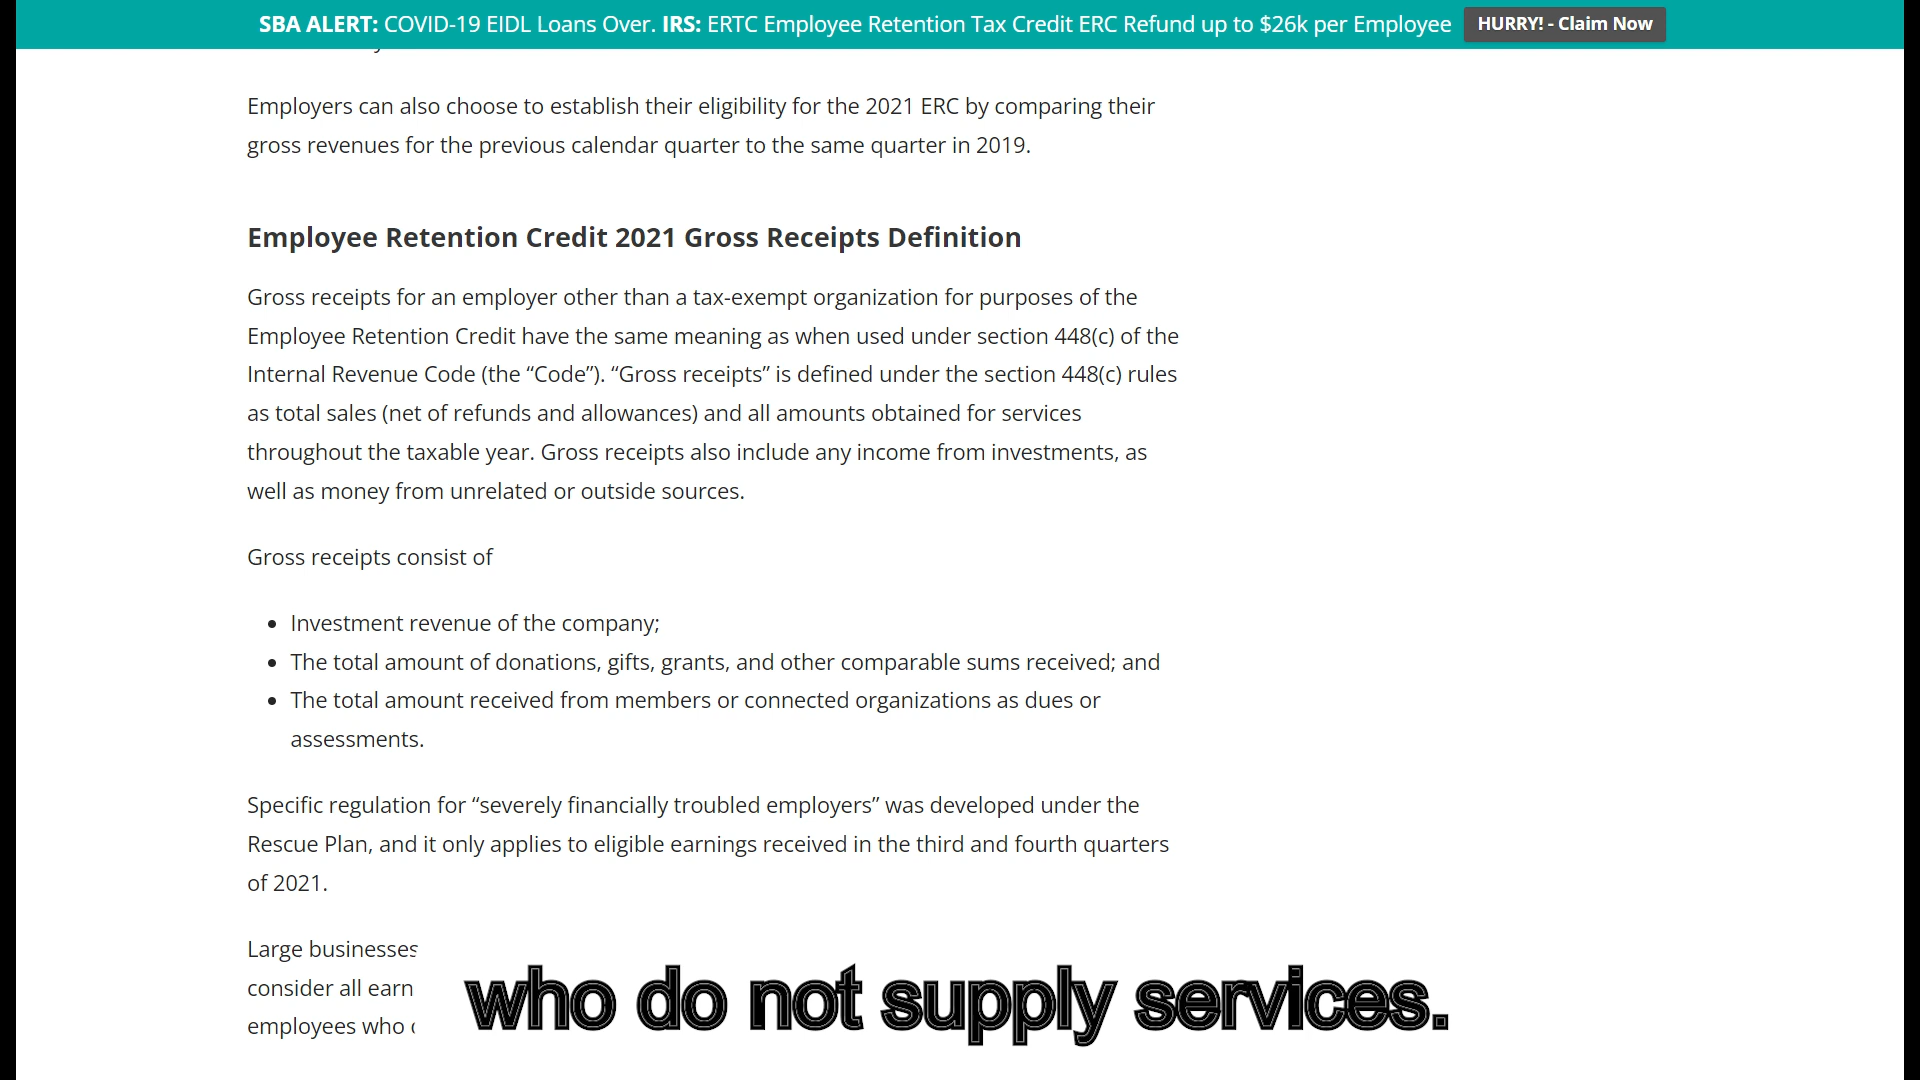 SBA ALERT: COVID-19 EIDL Loans Over. IRS: ERTC Employee Retention Tax Credit ERC Refund up to $26k per Employee HURRY! - Claim Now
Employers can also choose to establish their eligibility for the 2021 ERC by comparing their
gross revenues for the previous calendar quarter to the same quarter in 2019.
Employee Retention Credit 2021 Gross Receipts Definition
Gross receipts for an employer other than a tax-exempt organization for purposes of the
Employee Retention Credit have the same meaning as when used under section 448(c) of the
Internal Revenue Code (the “Code”). “Gross receipts” is defined under the section 448(c) rules
as total sales (net of refunds and allowances) and all amounts obtained for services
throughout the taxable year. Gross receipts also include any income from investments, as
well as money from unrelated or outside sources.
Gross receipts consist of
• Investment revenue of the company;
• The total amount of donations, gifts, grants, and other comparable sums received; and
• The total amount received from members or connected organizations as dues or
assessments.
Specific regulation for “severely financially troubled employers” was developed under the
Rescue Plan, and it only applies to eligible earnings received in the third and fourth quarters
of 2021.
Large businesses
consider all earn
employees who
who do not supply services.